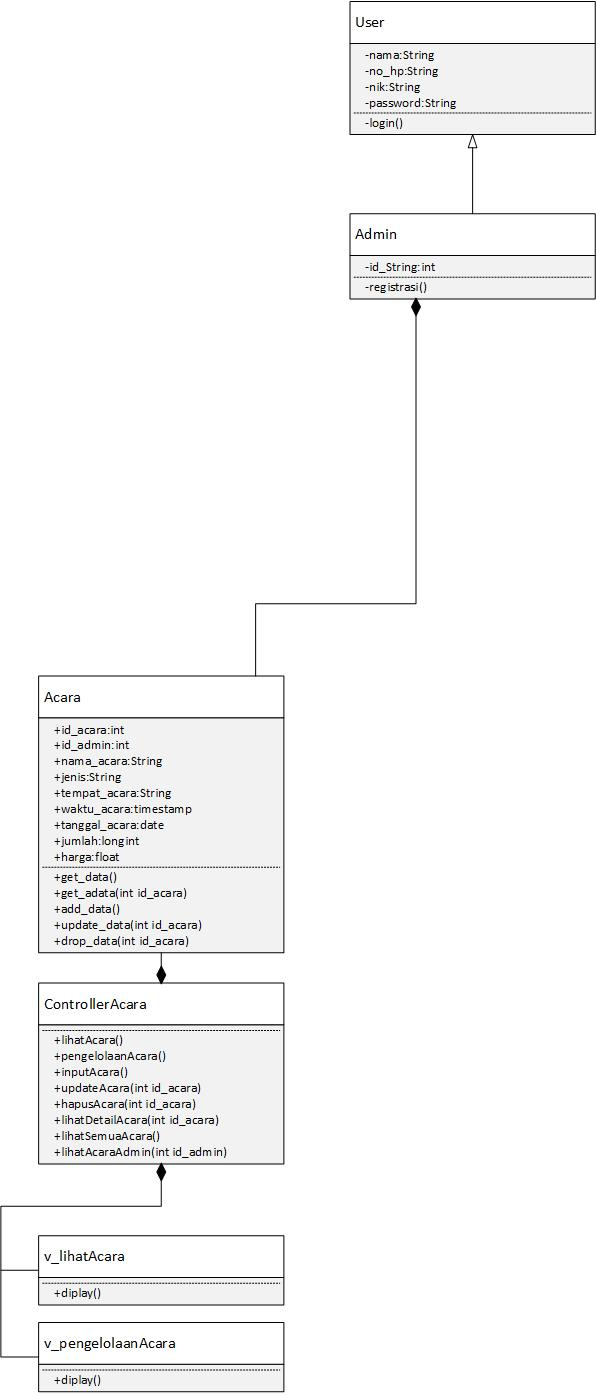 User
-nama:String
-no_hp:String
-nik:String
-password:String
-login()
Admin
-id_String:int
-registrasi()
Acara
+id_acara:int
+id_admin:int
+nama_acara:String
+jenis:String
+tempat_acara:String
+waktu_acara:timestamp
+tanggal_acara:date
+jumlah:longint
+harga:float
+get_data()
+get_adata(int id_acara)
+add_data()
+update_data(int id_acara)
+drop_data(int id_acara)
ControllerAcara
+lihatAcara()
+pengelolaanAcara()
+inputAcara()
+updateAcara(int id_acara)
+hapusAcara(int id_acara)
+lihatDetailAcara(int id_acara)
+lihatSemuaAcara()
+lihatAcaraAdmin(int id_admin)
v_lihatAcara
+diplay()
v_pengelolaanAcara
+diplay()